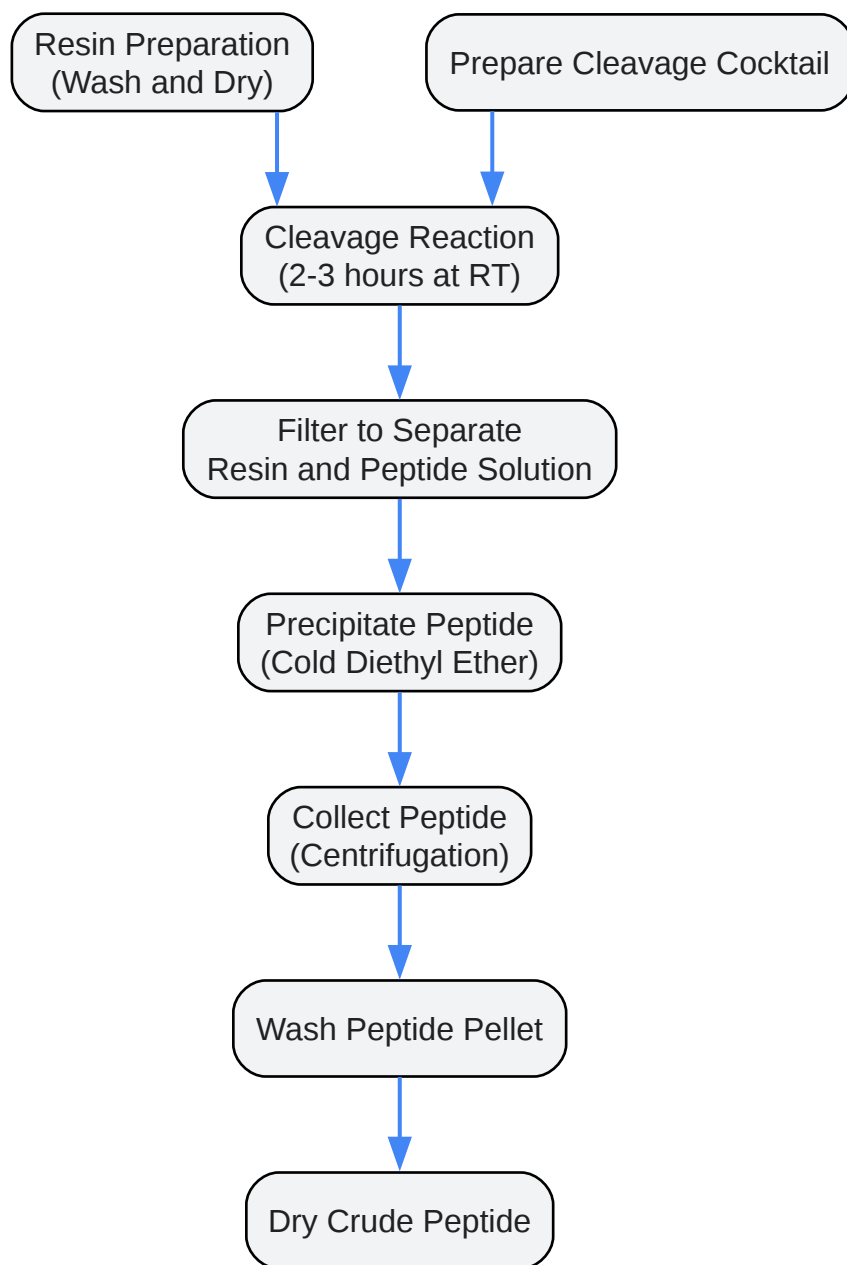 Resin Preparation
(Wash and Dry)
Prepare Cleavage Cocktail
Cleavage Reaction
(2-3 hours at RT)
Filter to Separate
Resin and Peptide Solution
Precipitate Peptide
(Cold Diethyl Ether)
Collect Peptide
(Centrifugation)
Wash Peptide Pellet
Dry Crude Peptide